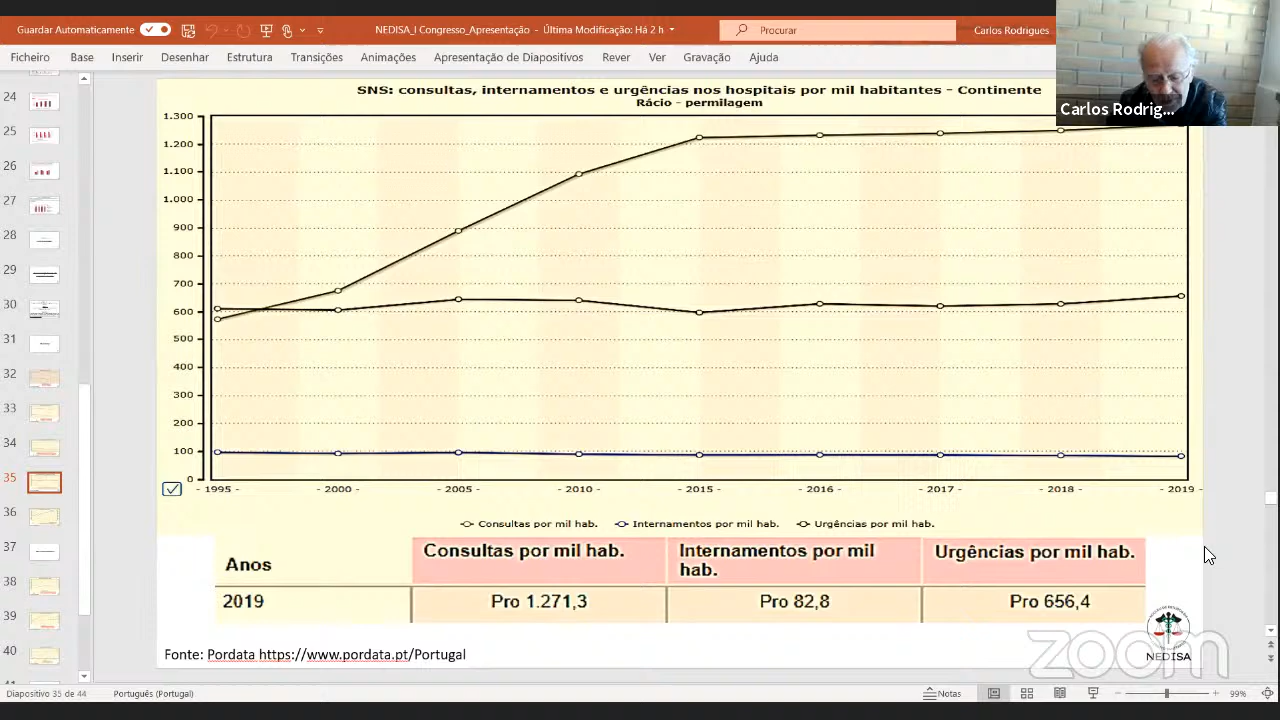 Guardar Automaticamente
NEDISA_I Congresso_Apresentação - Última Modificação: Há 2 h
Procurar
Carlos Rodrigues
Ficheiro Base Inserir Desenhar Estrutura Transições Animações Apresentação de Diapositivos Rever Ver Gravação Ajuda
Carlos Rodrig...
24
25
26
27
28
29
30
31
32
33
34
35
36
37
38
39
40
SNS: consultas, internamentos e urgências nos hospitais por mil habitantes - Continente
Rácio - permilagem
1.300
1.200
1.100
1.000
900
800
700
600
500
400
300
200
100
0
- 1995 - - 2000 - - 2005 - - 2010 - - 2015 - - 2016 - - 2017 - - 2018 - - 2019 -
Consultas por mil hab. Internamentos por mil hab. Urgências por mil hab.
Anos Consultas por mil hab. Internamentos por mil hab. Urgências por mil hab.
2019 Pro 1.271,3 Pro 82,8 Pro 656,4
Fonte: Pordata https://www.pordata.pt/Portugal
NEDISA
zoom
Diapositivo 35 de 44 Português (Portugal) Notas 99%